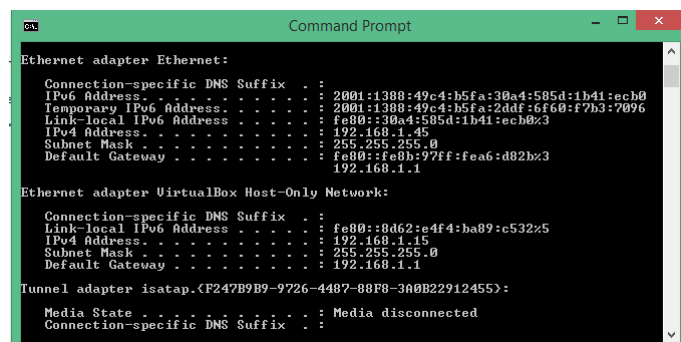 C:\.
Command Prompt
Ethernet adapter Ethernet:
Connection-specific DNS Suffix . :
IPv6 Address. . . . . . . . . . . : 2001:1388:49c4:b5fa:30a4:585d:1b41:ecb0
Temporary IPv6 Address. . . . . . : 2001:1388:49c4:b5fa:2ddf:6f60:f7b3:7096
Link-local IPv6 Address . . . . . : fe80::30a4:585d:1b41:ecb0%3
IPv4 Address. . . . . . . . . . . : 192.168.1.45
Subnet Mask . . . . . . . . . . . : 255.255.255.0
Default Gateway . . . . . . . . . : fe80::fe8b:97ff:fea6:d82b%3
192.168.1.1
Ethernet adapter VirtualBox Host-Only Network:
Connection-specific DNS Suffix . :
Link-local IPv6 Address . . . . . : fe80::8d62:e4f4:ba89:c532%5
IPv4 Address. . . . . . . . . . . : 192.168.1.15
Subnet Mask . . . . . . . . . . . : 255.255.255.0
Default Gateway . . . . . . . . . : 192.168.1.1
Tunnel adapter isatap.{F247B9B9-9726-4487-88F8-3A0B22912455}:
Media State . . . . . . . . . . . : Media disconnected
Connection-specific DNS Suffix . :